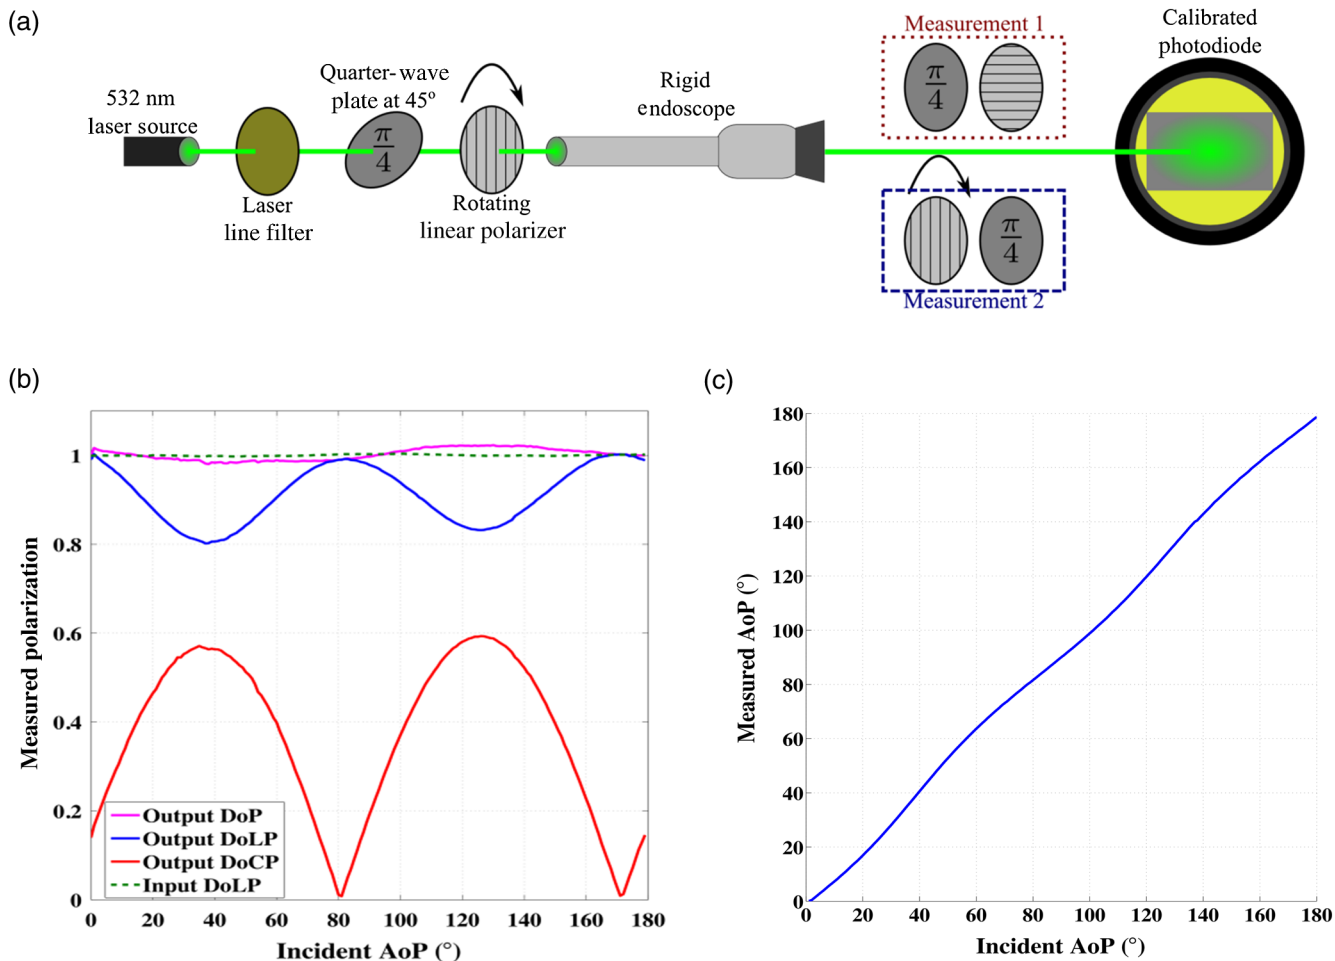 (a)
532 nm
laser source
Laser
line filter
Quarter-wave
plate at 45º
π/4
Rotating
linear polarizer
Rigid
endoscope
Measurement 1
π/4
π/4
Measurement 2
Calibrated
photodiode
(b)
Measured polarization
1
0.8
0.6
0.4
0.2
0
Output DoP
Output DoLP
Output DoCP
Input DoLP
0 20 40 60 80 100 120 140 160 180
Incident AoP (°)
(c)
Measured AoP (°)
180
160
140
120
100
80
60
40
20
0
0 20 40 60 80 100 120 140 160 180
Incident AoP (°)